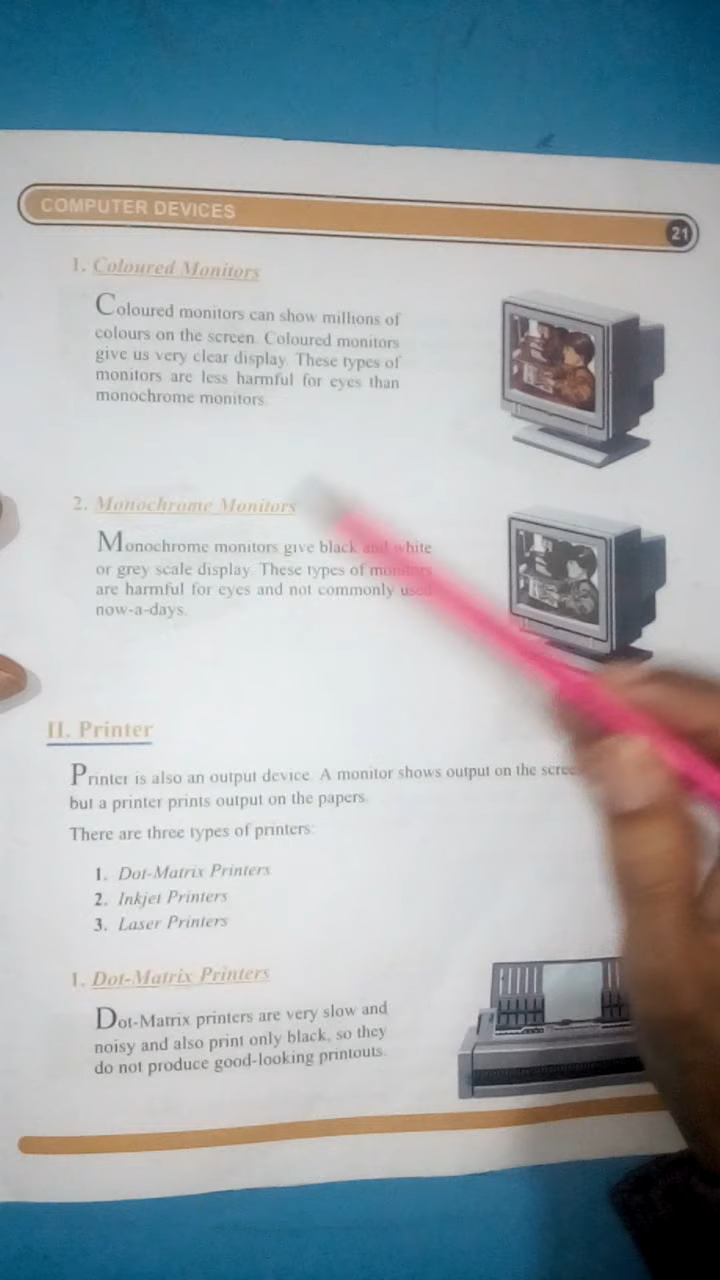 COMPUTER DEVICES
21
1. Coloured Monitors
Coloured monitors can show millions of
colours on the screen. Coloured monitors
give us very clear display. These types of
monitors are less harmful for eyes than
monochrome monitors.
2. Monochrome Monitors
Monochrome monitors give black and white
or grey scale display. These types of monitors
are harmful for eyes and not commonly used
now-a-days.
II. Printer
Printer is also an output device. A monitor shows output on the
but a printer prints output on the papers.
There are three types of printers:
1. Dot-Matrix Printers
2. Inkjet Printers
3. Laser Printers
1. Dot-Matrix Printers
Dot-Matrix printers are very slow and
noisy and also print only black, so they
do not produce good-looking printouts.